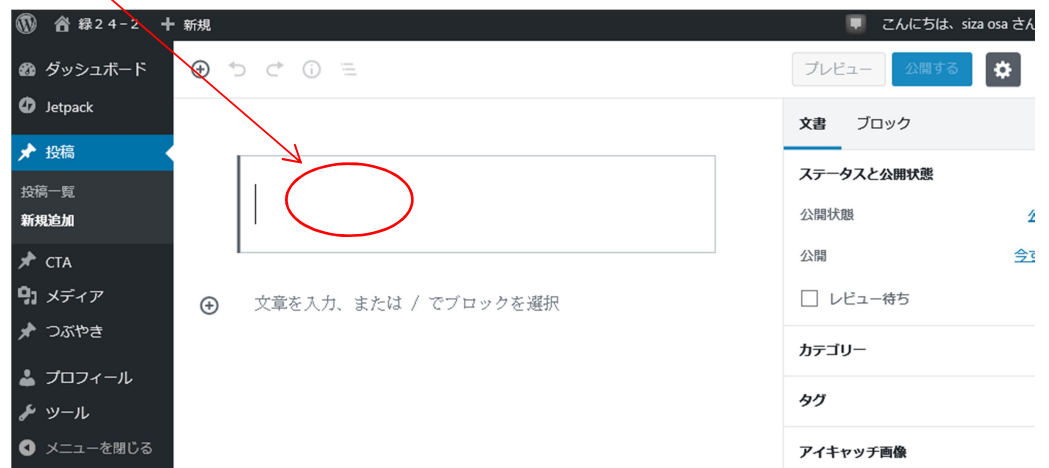 緑２４−２ 新規 こんにちは、siza osa さん
ダッシュボード
Jetpack
投稿
投稿一覧
新規追加
CTA
メディア
つぶやき
プロフィール
ツール
メニューを閉じる
プレビュー 公開する
文章を入力、または / でブロックを選択
文書 ブロック
ステータスと公開状態
公開状態
公開
レビュー待ち
カテゴリー
タグ
アイキャッチ画像